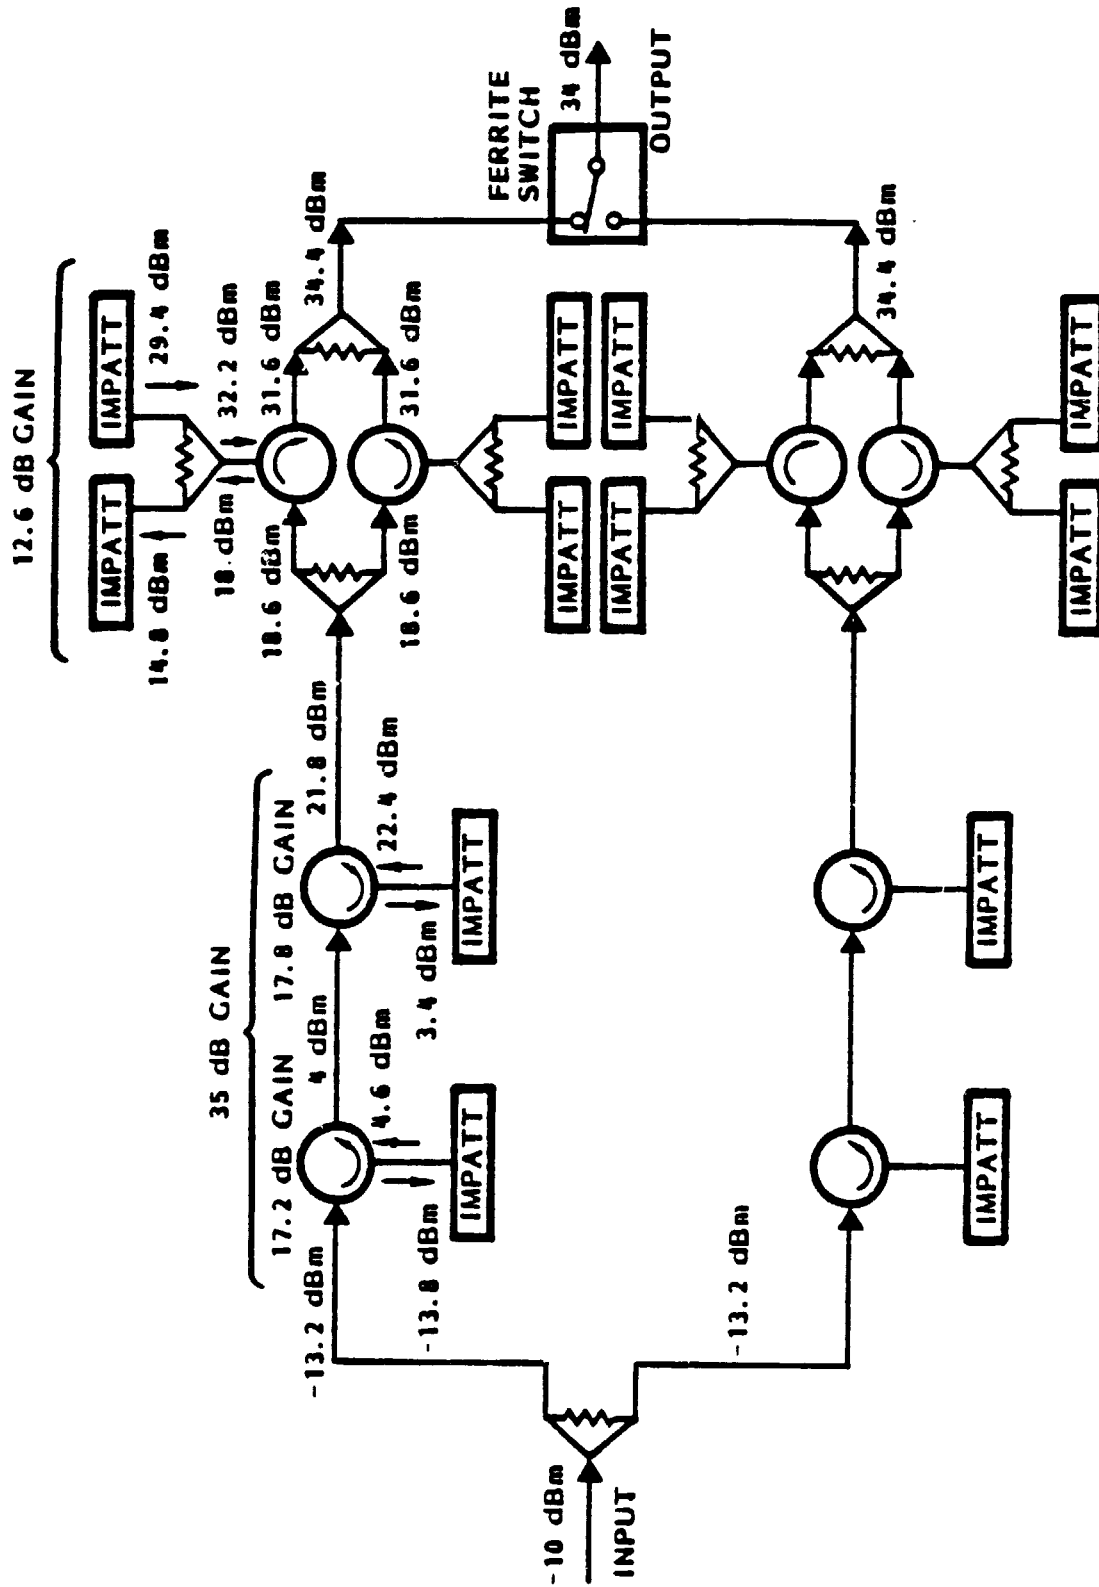 12.6 dB GAIN
IMPATT
IMPATT
14.8 dBm
29.4 dBm
18 dBm
32.2 dBm
35 dB GAIN
17.2 dB GAIN
17.8 dB GAIN
-13.2 dBm
4 dBm
21.8 dBm
18.6 dBm
31.6 dBm
34.4 dBm
-13.8 dBm
4.6 dBm
3.4 dBm
22.4 dBm
18.6 dBm
31.6 dBm
IMPATT
IMPATT
IMPATT
IMPATT
FERRITE
SWITCH
34 dBm
OUTPUT
-10 dBm
INPUT
IMPATT
IMPATT
-13.2 dBm
34.4 dBm
IMPATT
IMPATT
IMPATT
IMPATT